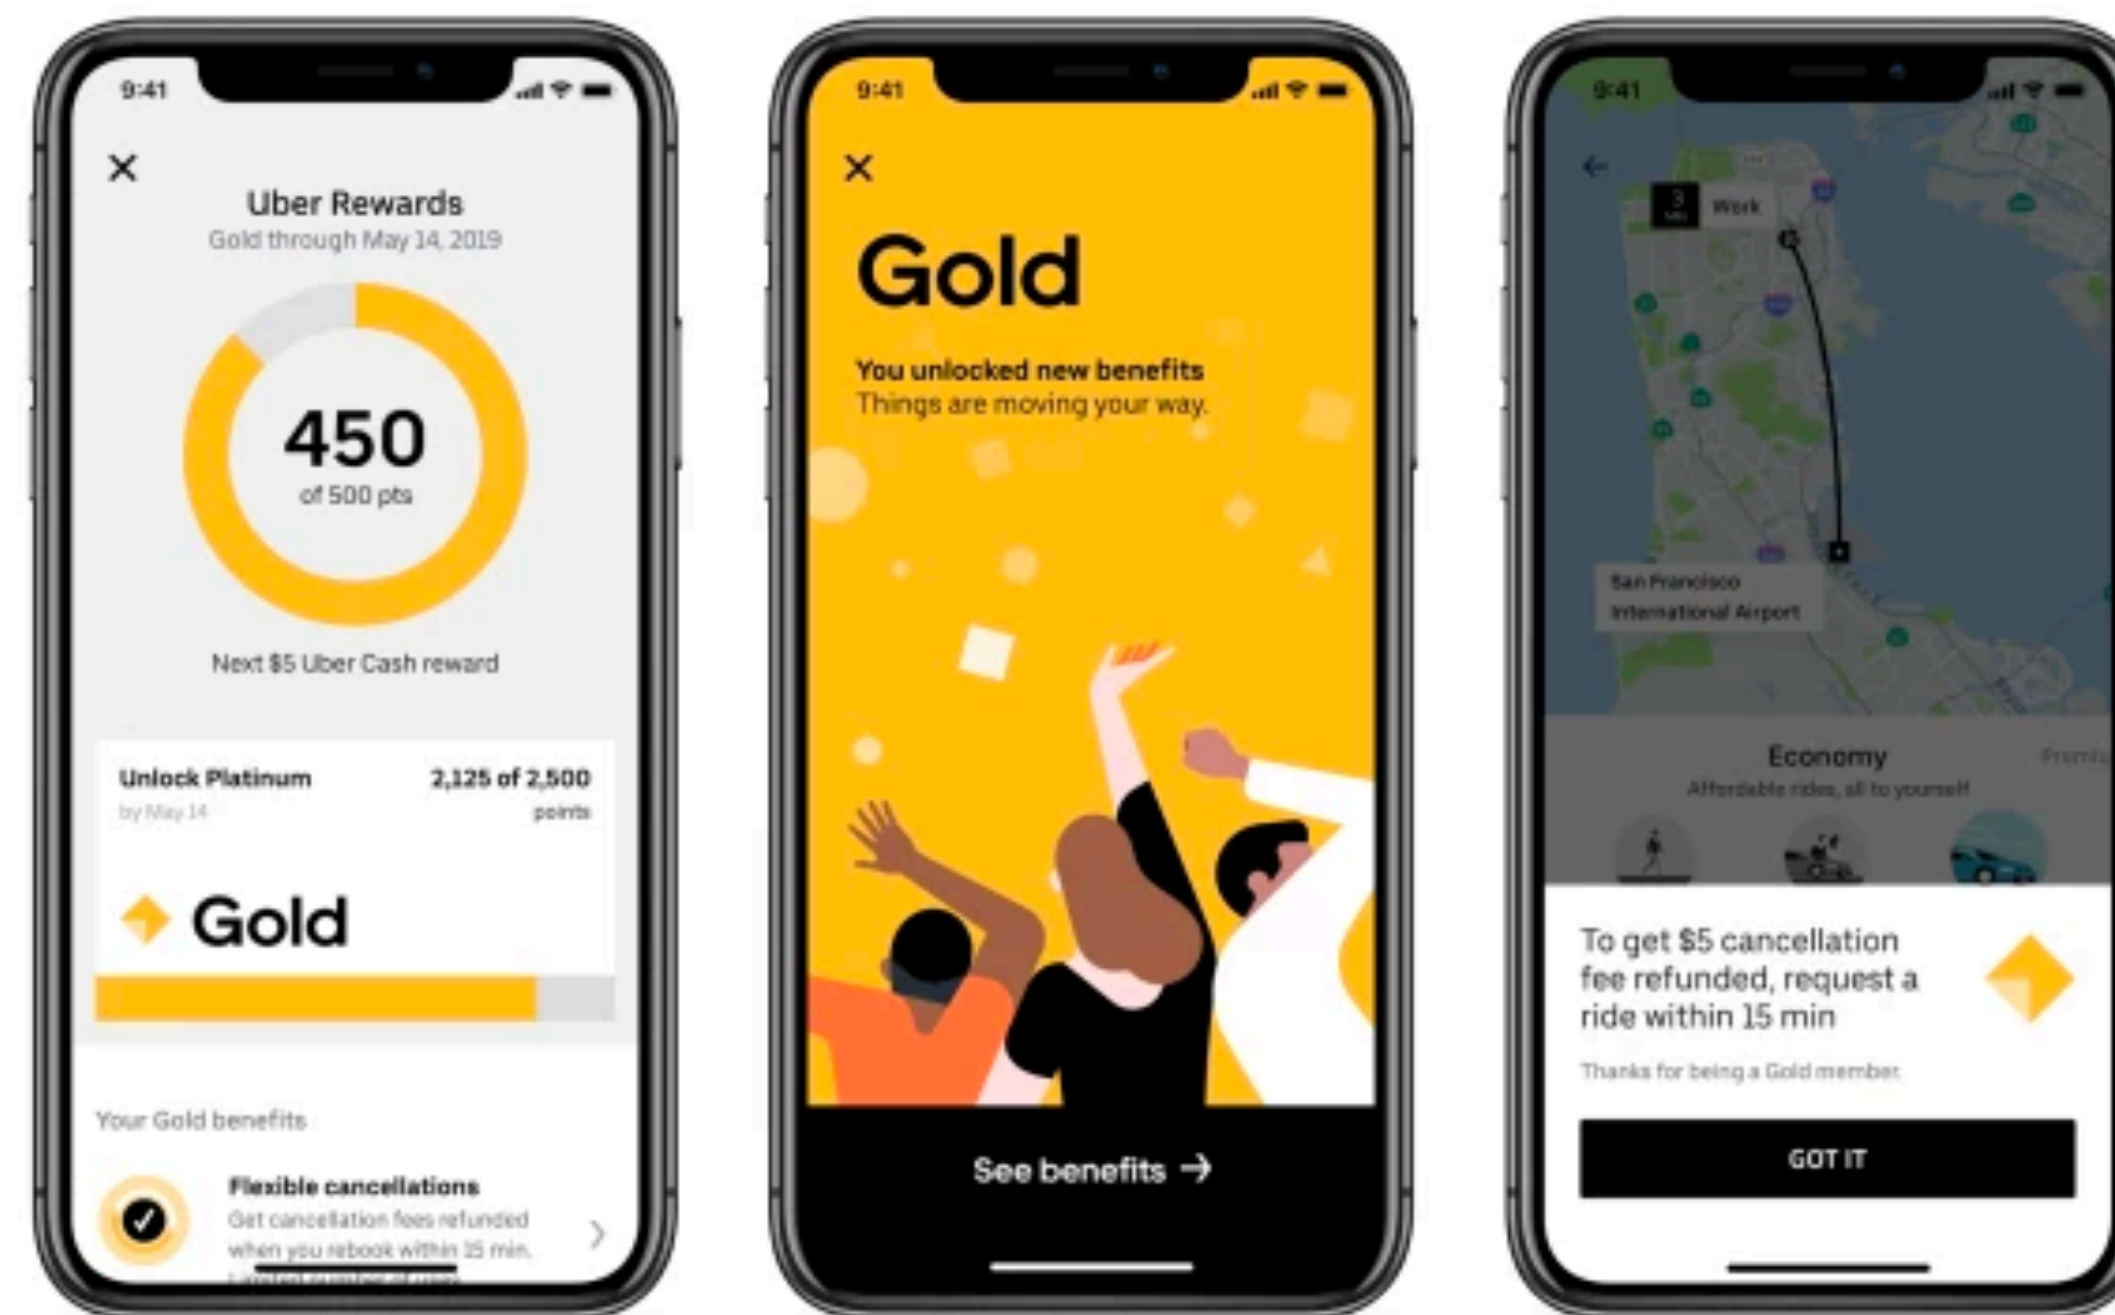 9:41
Uber Rewards
Gold through May 14, 2019
450
of 500 pts
Next $5 Uber Cash reward
Unlock Platinum
2,125 of 2,500
by May 14
points
Gold
Your Gold benefits
Flexible cancellations
Get cancellation fees refunded
when you rebook within 15 min.
9:41
Gold
You unlocked new benefits
Things are moving your way.
See benefits →
9:41
3
Work
San Francisco
International Airport
Economy
Affordable rides, all to yourself
To get $5 cancellation
fee refunded, request a
ride within 15 min
Thanks for being a Gold member.
GOT IT